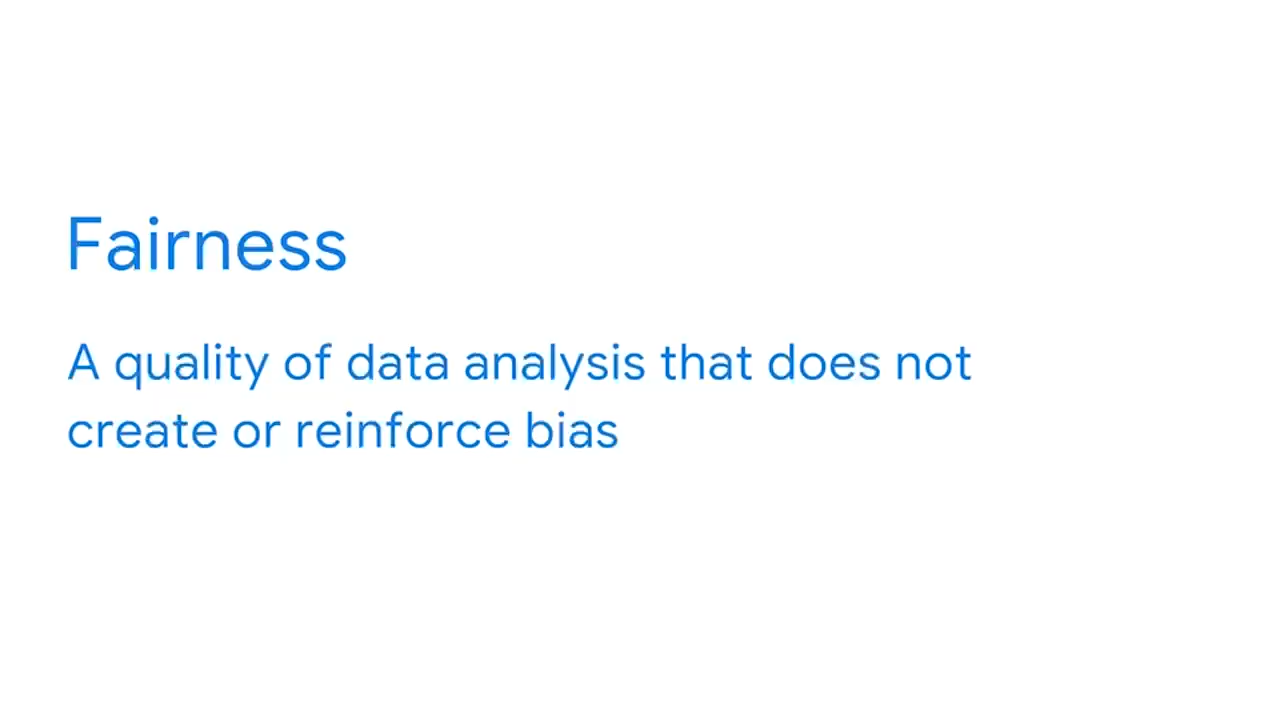 Fairness
A quality of data analysis that does not
create or reinforce bias